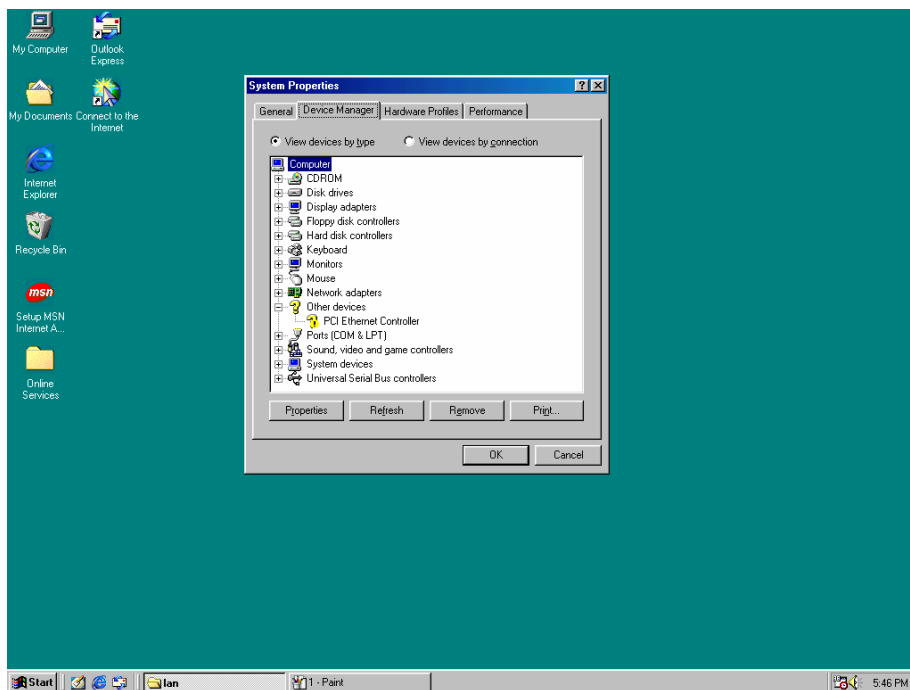 My Computer
Outlook
Express
My Documents
Connect to the
Internet
Internet
Explorer
Recycle Bin
msn
Setup MSN
Internet A...
Online
Services
System Properties
General
Device Manager
Hardware Profiles
Performance
View devices by type
View devices by connection
Computer
CDROM
Disk drives
Display adapters
Floppy disk controllers
Hard disk controllers
Keyboard
Monitors
Mouse
Network adapters
Other devices
PCI Ethernet Controller
Ports (COM & LPT)
Sound, video and game controllers
System devices
Universal Serial Bus controllers
Properties
Refresh
Remove
Print...
OK
Cancel
Start
lan
1 - Paint
5:46 PM